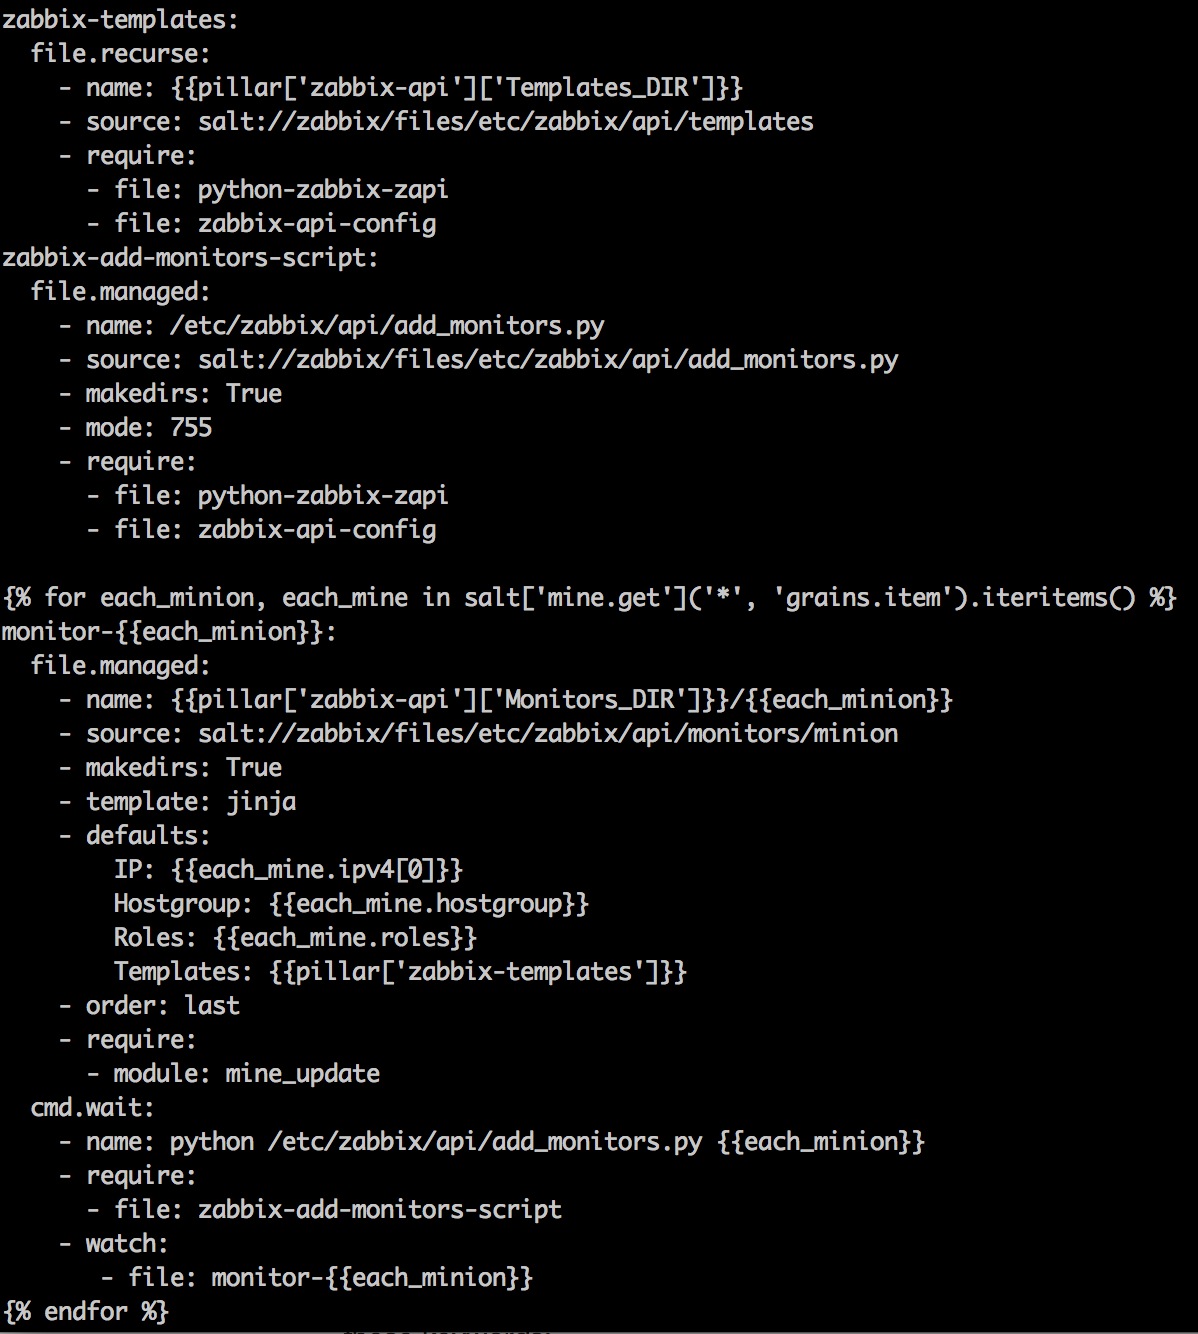 zabbix-templates:
  file.recurse:
    - name: {{pillar['zabbix-api']['Templates_DIR']}}
    - source: salt://zabbix/files/etc/zabbix/api/templates
    - require:
      - file: python-zabbix-zapi
      - file: zabbix-api-config
zabbix-add-monitors-script:
  file.managed:
    - name: /etc/zabbix/api/add_monitors.py
    - source: salt://zabbix/files/etc/zabbix/api/add_monitors.py
    - makedirs: True
    - mode: 755
    - require:
      - file: python-zabbix-zapi
      - file: zabbix-api-config

{% for each_minion, each_mine in salt['mine.get']('*', 'grains.item').iteritems() %}
monitor-{{each_minion}}:
  file.managed:
    - name: {{pillar['zabbix-api']['Monitors_DIR']}}/{{each_minion}}
    - source: salt://zabbix/files/etc/zabbix/api/monitors/minion
    - makedirs: True
    - template: jinja
    - defaults:
        IP: {{each_mine.ipv4[0]}}
        Hostgroup: {{each_mine.hostgroup}}
        Roles: {{each_mine.roles}}
        Templates: {{pillar['zabbix-templates']}}
    - order: last
    - require:
      - module: mine_update
  cmd.wait:
    - name: python /etc/zabbix/api/add_monitors.py {{each_minion}}
    - require:
      - file: zabbix-add-monitors-script
    - watch:
       - file: monitor-{{each_minion}}
{% endfor %}